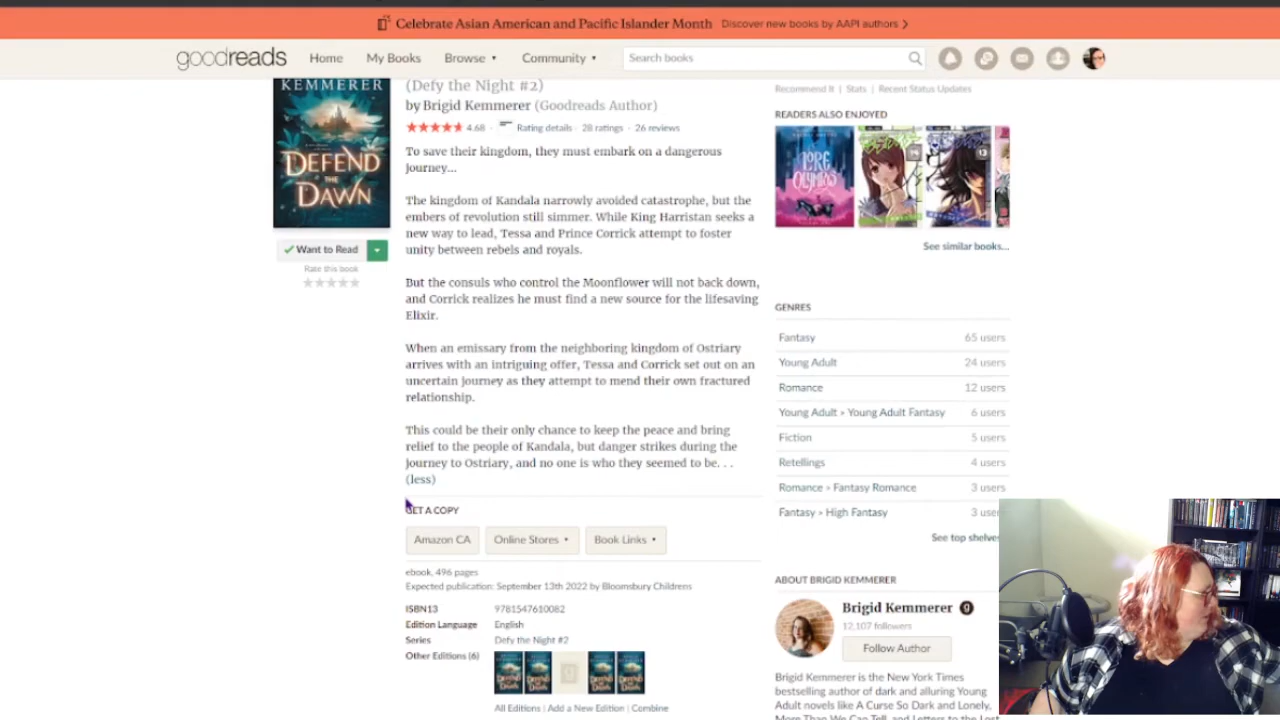 Celebrate Asian American and Pacific Islander Month Discover new books by AAPI authors
goodreads Home My Books Browse Community Search books
KEMMERER
DEFEND
THE
DAWN
Want to Read
Rate this book
(Defy the Night #2)
by Brigid Kemmerer (Goodreads Author)
4.68 · Rating details · 28 ratings · 26 reviews
To save their kingdom, they must embark on a dangerous
journey...
The kingdom of Kandala narrowly avoided catastrophe, but the
embers of revolution still simmer. While King Harristan seeks a
new way to lead, Tessa and Prince Corrick attempt to foster
unity between rebels and royals.
But the consuls who control the Moonflower will not back down,
and Corrick realizes he must find a new source for the lifesaving
Elixir.
When an emissary from the neighboring kingdom of Ostriary
arrives with an intriguing offer, Tessa and Corrick set out on an
uncertain journey as they attempt to mend their own fractured
relationship.
This could be their only chance to keep the peace and bring
relief to the people of Kandala, but danger strikes during the
journey to Ostriary, and no one is who they seemed to be. . .
(less)
GET A COPY
Amazon CA Online Stores Book Links
ebook, 496 pages
Expected publication: September 13th 2022 by Bloomsbury Childrens
ISBN13 9781547610082
Edition Language English
Series Defy the Night #2
Other Editions (6)
All Editions | Add a New Edition | Combine
Recommend It | Stats | Recent Status Updates
READERS ALSO ENJOYED
LORE
OLYMPUS
See similar books…
GENRES
Fantasy 65 users
Young Adult 24 users
Romance 12 users
Young Adult > Young Adult Fantasy 6 users
Fiction 5 users
Retellings 4 users
Romance > Fantasy Romance 3 users
Fantasy > High Fantasy 3 use
See top shelve
ABOUT BRIGID KEMMERER
Brigid Kemmerer g
12,107 followers
Follow Author
Brigid Kemmerer is the New York Times
bestselling author of dark and alluring Young
Adult novels like A Curse So Dark and Lonely,
More Than We Can Tell, and Letters to the Lost